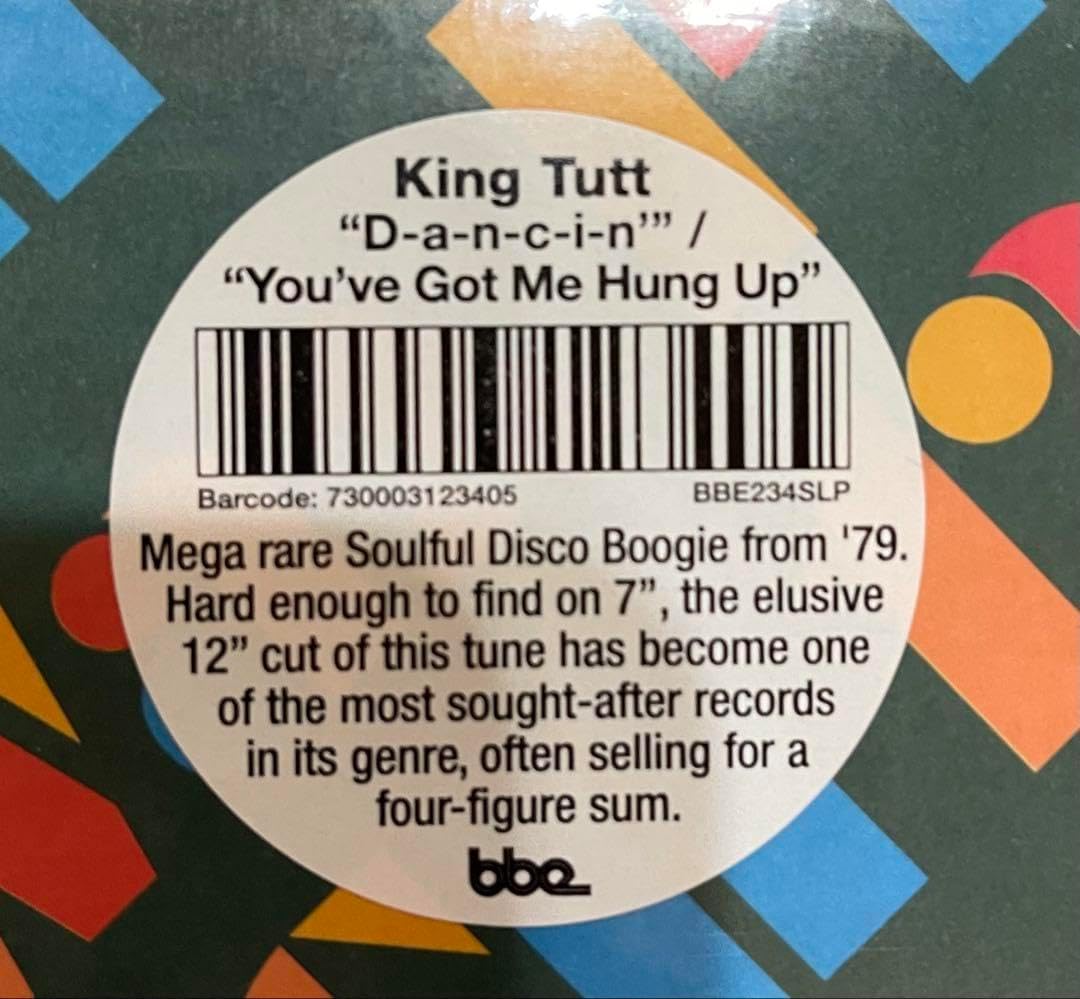 King Tutt
“D-a-n-c-i-n’” /
“You’ve Got Me Hung Up”
Barcode: 730003123405 BBE234SLP
Mega rare Soulful Disco Boogie from '79.
Hard enough to find on 7”, the elusive
12” cut of this tune has become one
of the most sought-after records
in its genre, often selling for a
four-figure sum.
bbe